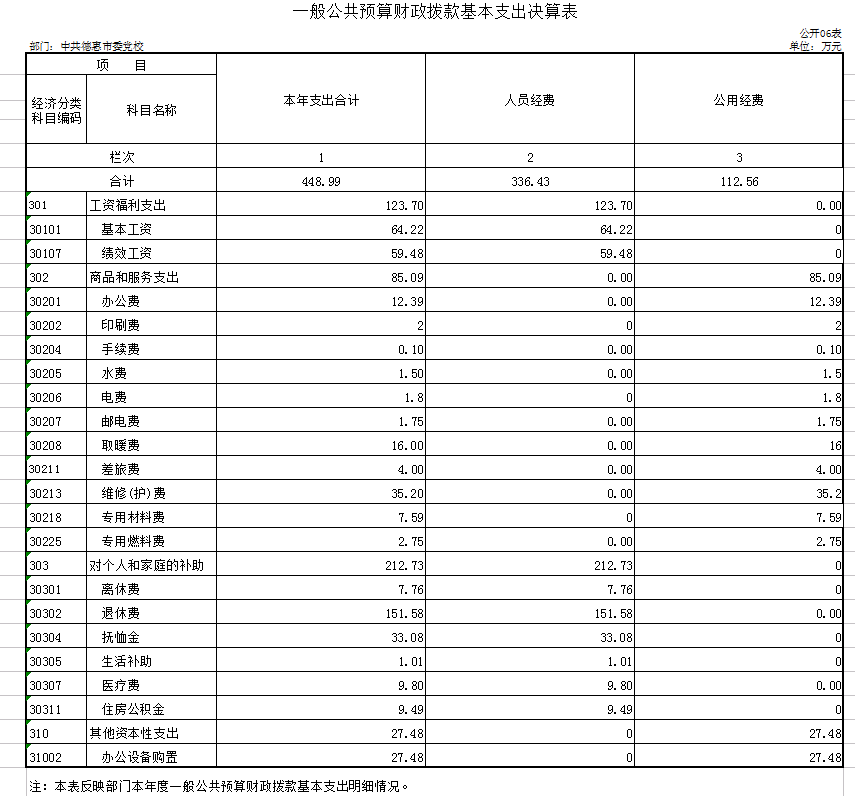 一般公共预算财政拨款基本支出决算表
公开06表
部门：中共德惠市委党校 单位：万元
项 目 本年支出合计 人员经费 公用经费
经济分类科目编码 科目名称
栏次 1 2 3
合计 448.99 336.43 112.56
301 工资福利支出 123.70 123.70 0.00
30101 基本工资 64.22 64.22 0
30107 绩效工资 59.48 59.48 0
302 商品和服务支出 85.09 0.00 85.09
30201 办公费 12.39 0.00 12.39
30202 印刷费 2 0 2
30204 手续费 0.10 0.00 0.10
30205 水费 1.50 0.00 1.5
30206 电费 1.8 0 1.8
30207 邮电费 1.75 0.00 1.75
30208 取暖费 16.00 0.00 16
30211 差旅费 4.00 0.00 4.00
30213 维修(护)费 35.20 0.00 35.2
30218 专用材料费 7.59 0 7.59
30225 专用燃料费 2.75 0.00 2.75
303 对个人和家庭的补助 212.73 212.73 0
30301 离休费 7.76 7.76 0
30302 退休费 151.58 151.58 0.00
30304 抚恤金 33.08 33.08 0
30305 生活补助 1.01 1.01 0
30307 医疗费 9.80 9.80 0.00
30311 住房公积金 9.49 9.49 0
310 其他资本性支出 27.48 0 27.48
31002 办公设备购置 27.48 0 27.48
注：本表反映部门本年度一般公共预算财政拨款基本支出明细情况。